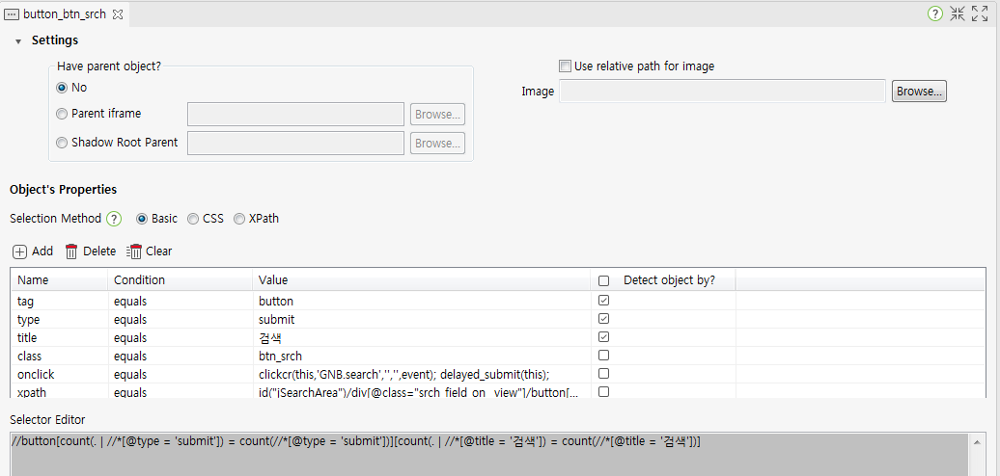 button_btn_srch
Settings
Have parent object?
No
Parent iframe
Browse...
Shadow Root Parent
Browse...
Use relative path for image
Image
Browse...
Object's Properties
Selection Method ? Basic CSS XPath
Add Delete Clear
Name Condition Value Detect object by?
tag equals button
type equals submit
title equals 검색
class equals btn_srch
onclick equals clickcr(this,'GNB.search','','',event); delayed_submit(this);
xpath equals id("jSearchArea")/div[@class="srch_field_on _view"]/button[...
Selector Editor
//button[count(. | //*[@type = 'submit']) = count(//*[@type = 'submit'])][count(. | //*[@title = '검색']) = count(//*[@title = '검색'])]